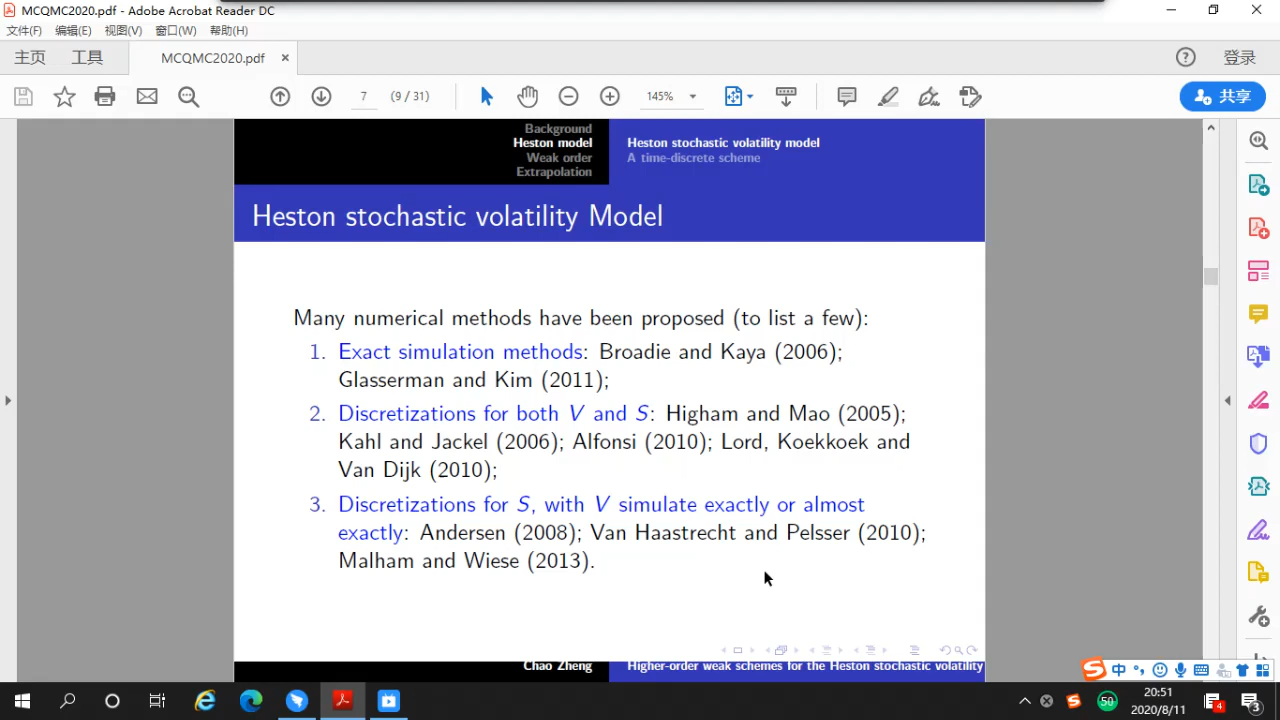 MCQMC2020.pdf - Adobe Acrobat Reader DC
文件(F) 编辑(E) 视图(V) 窗口(W) 帮助(H)
主页 工具 MCQMC2020.pdf × 登录
7 (9 / 31) 145% 共享
Background
Heston model
Weak order
Extrapolation
Heston stochastic volatility model
A time-discrete scheme
Heston stochastic volatility Model
Many numerical methods have been proposed (to list a few):
1. Exact simulation methods: Broadie and Kaya (2006);
Glasserman and Kim (2011);
2. Discretizations for both V and S: Higham and Mao (2005);
Kahl and Jackel (2006); Alfonsi (2010); Lord, Koekkoek and
Van Dijk (2010);
3. Discretizations for S, with V simulate exactly or almost
exactly: Andersen (2008); Van Haastrecht and Pelsser (2010);
Malham and Wiese (2013).
Chao Zheng Higher-order weak schemes for the Heston stochastic volatility
中
50
20:51
2020/8/11
4
3